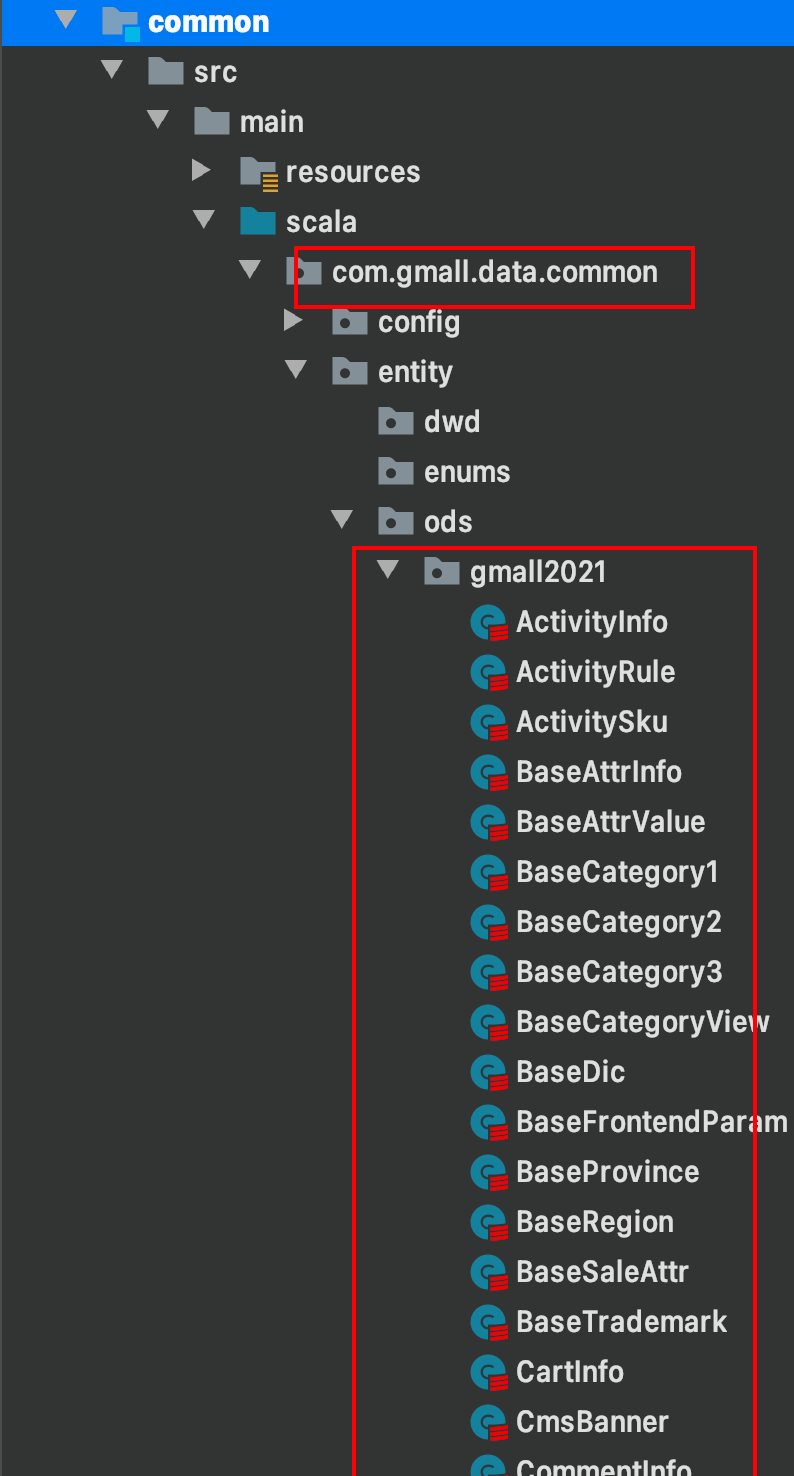 common
src
main
resources
scala
com.gmall.data.common
config
entity
dwd
enums
ods
gmall2021
ActivityInfo
ActivityRule
ActivitySku
BaseAttrInfo
BaseAttrValue
BaseCategory1
BaseCategory2
BaseCategory3
BaseCategoryView
BaseDic
BaseFrontendParam
BaseProvince
BaseRegion
BaseSaleAttr
BaseTrademark
CartInfo
CmsBanner
CommentInfo